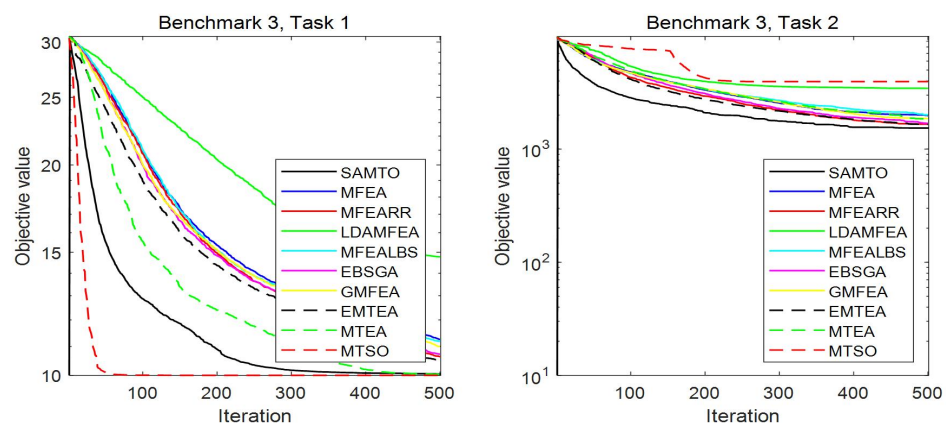 Benchmark 3, Task 1
Objective value
30
25
20
15
10
100
200
300
400
500
Iteration
SAMTO
MFEA
MFEARR
LDAMFEA
MFEALBS
EBSGA
GMFEA
EMTEA
MTEA
MTSO
Benchmark 3, Task 2
Objective value
10³
10²
10¹
100
200
300
400
500
Iteration
SAMTO
MFEA
MFEARR
LDAMFEA
MFEALBS
EBSGA
GMFEA
EMTEA
MTEA
MTSO